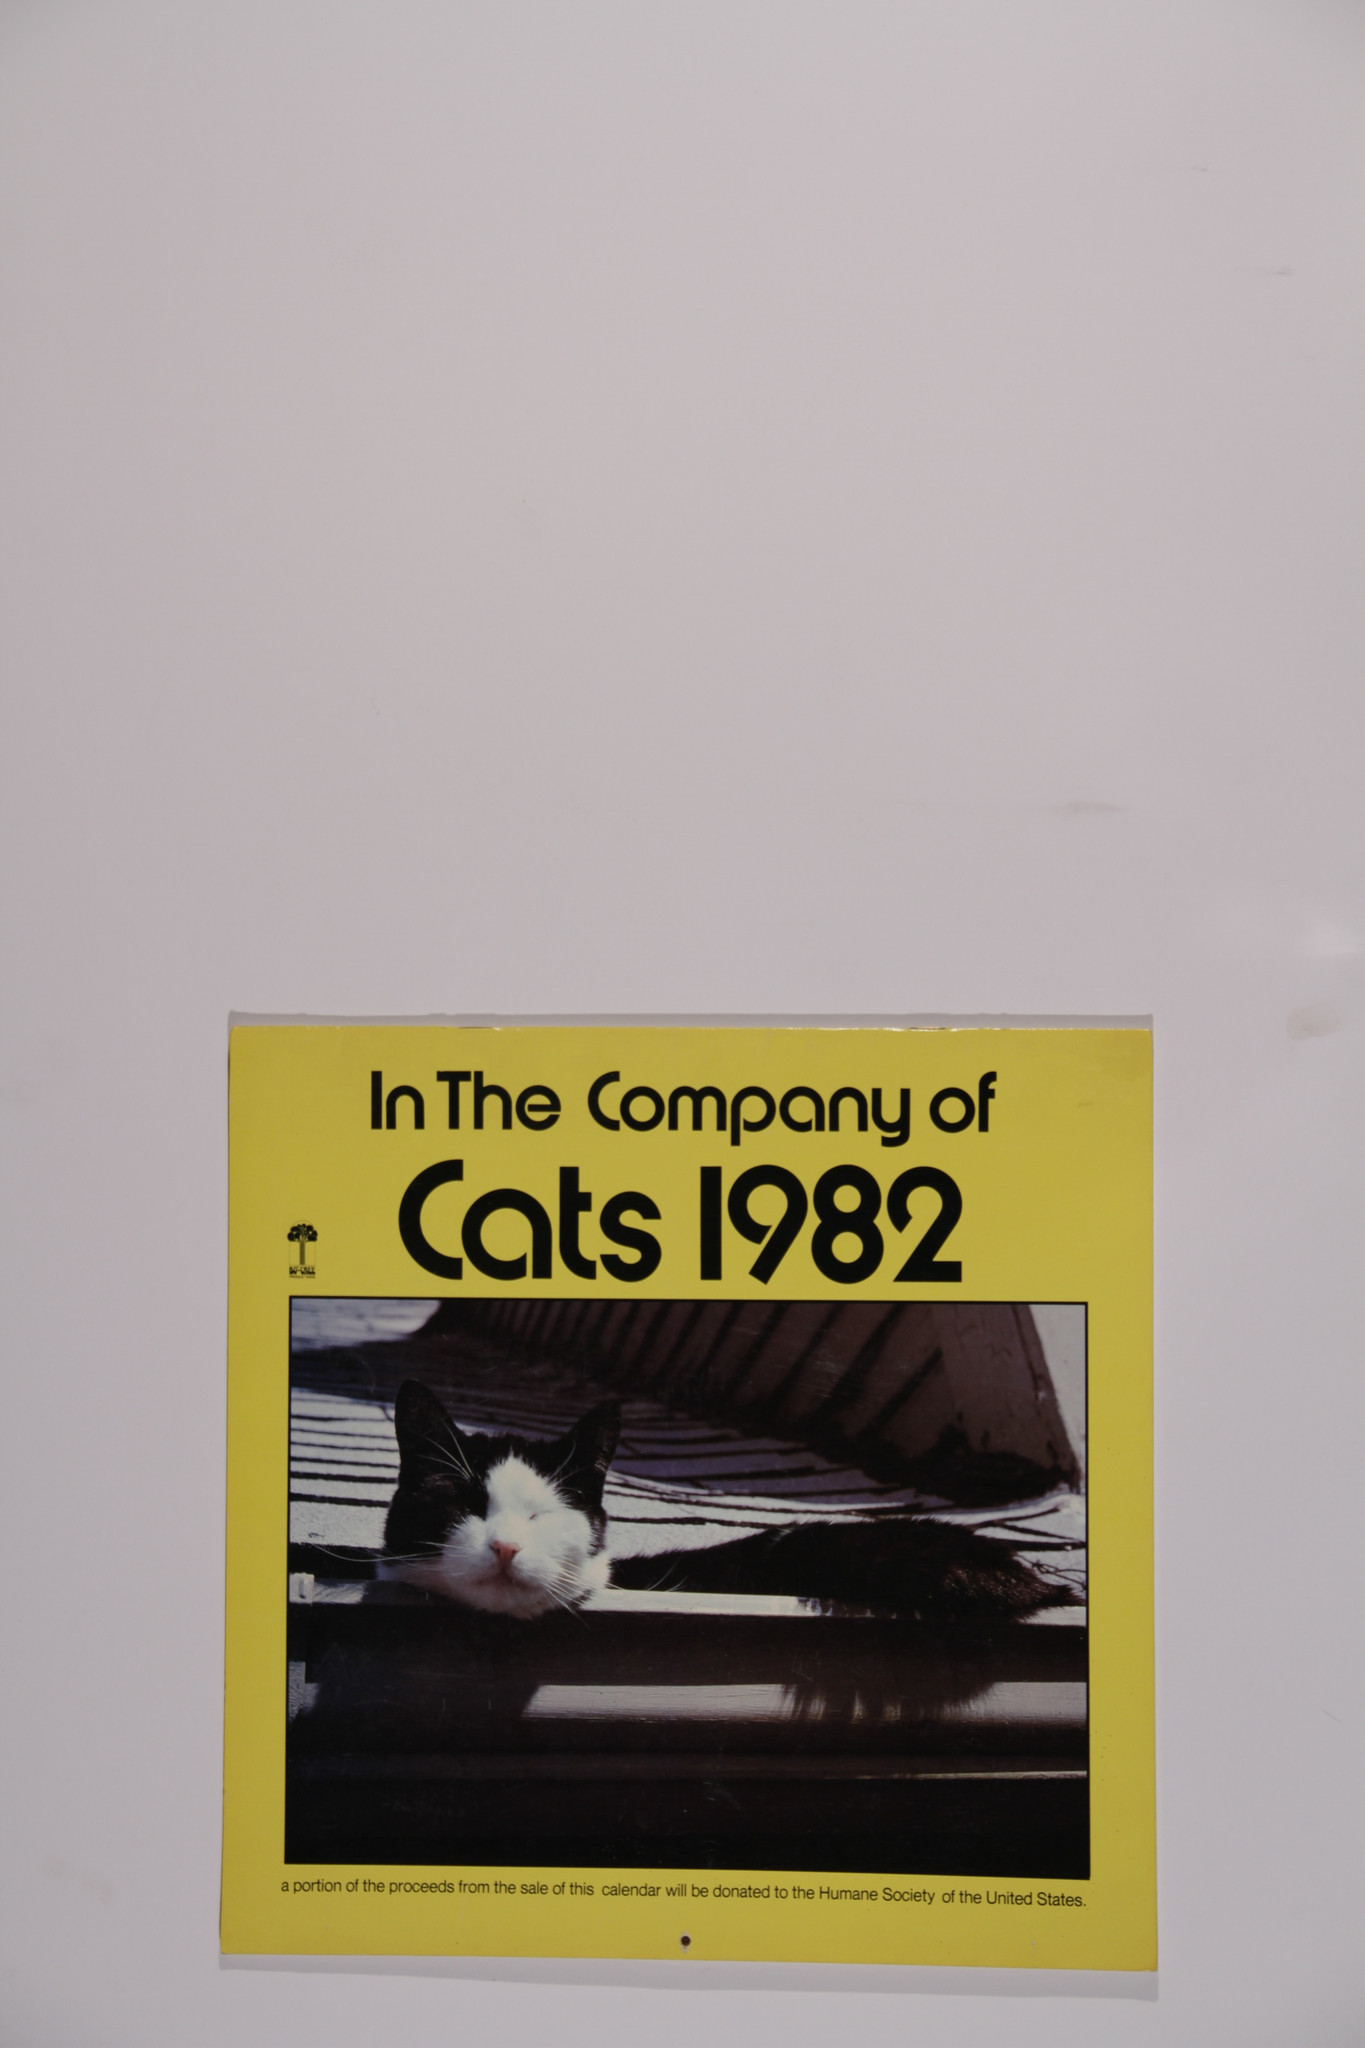 In The Company of
Cats 1982
a portion of the proceeds from the sale of this calendar will be donated to the Humane Society of the United States.